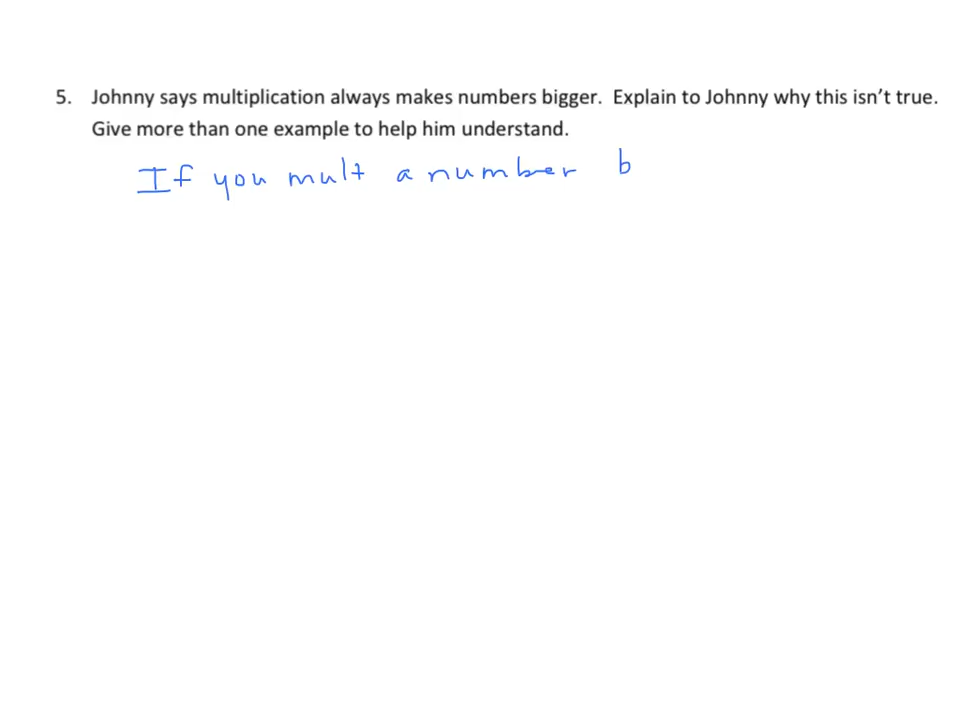 5. Johnny says multiplication always makes numbers bigger. Explain to Johnny why this isn't true.
Give more than one example to help him understand.
If you mult a number b